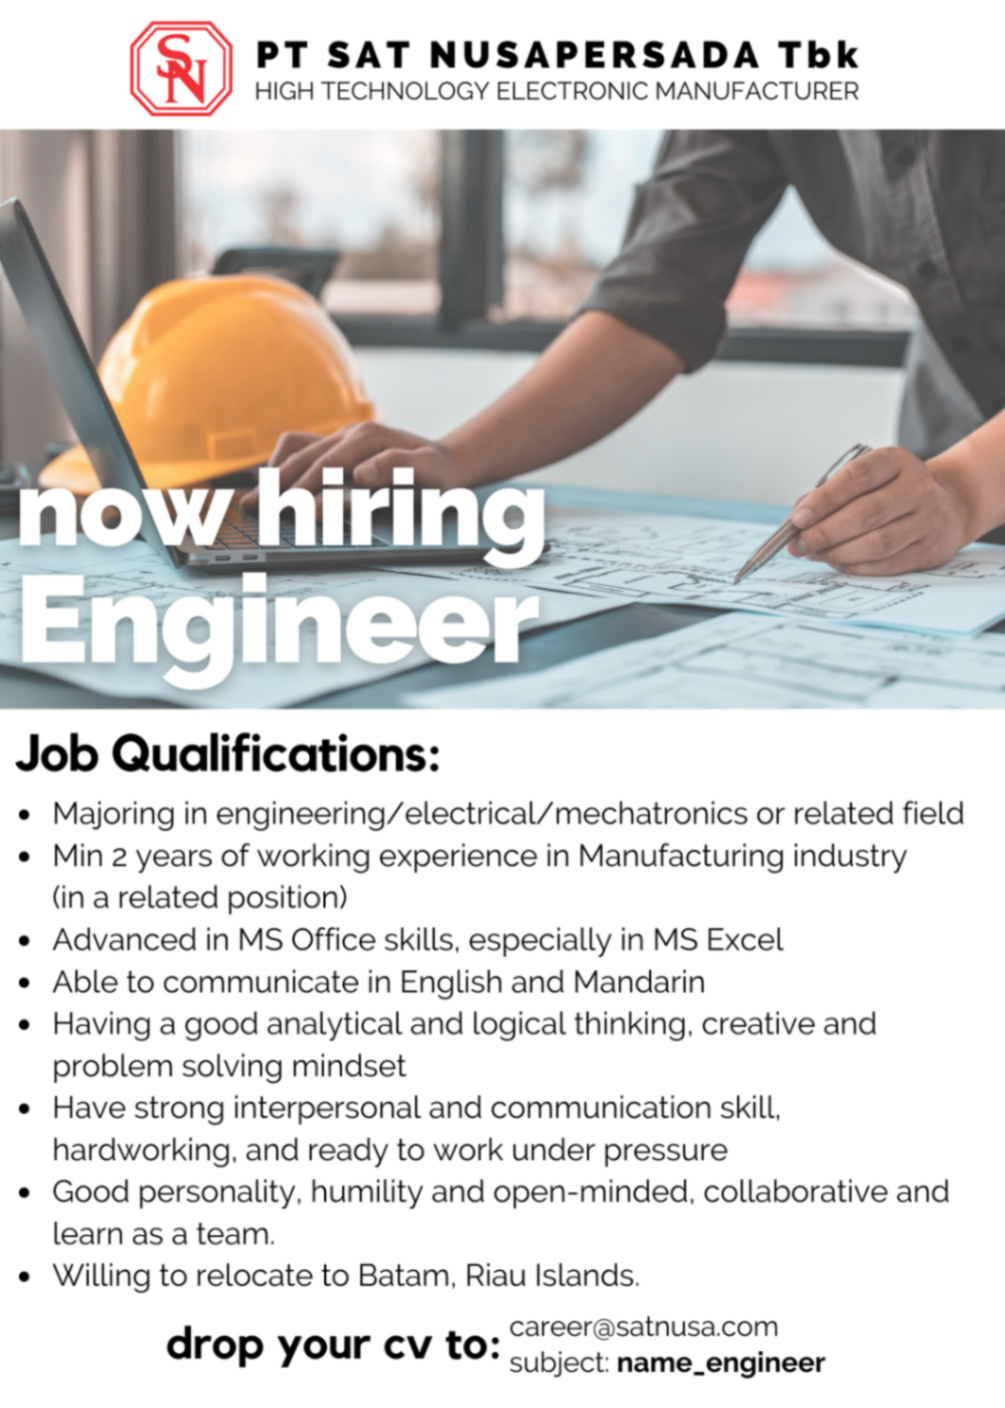 SN
PT SAT NUSAPERSADA Tbk
HIGH TECHNOLOGY ELECTRONIC MANUFACTURER
now hiring
Engineer
Job Qualifications:
• Majoring in engineering/electrical/mechatronics or related field
• Min 2 years of working experience in Manufacturing industry
(in a related position)
• Advanced in MS Office skills, especially in MS Excel
• Able to communicate in English and Mandarin
• Having a good analytical and logical thinking, creative and
problem solving mindset
• Have strong interpersonal and communication skill,
hardworking, and ready to work under pressure
• Good personality, humility and open-minded, collaborative and
learn as a team.
• Willing to relocate to Batam, Riau Islands.
drop your cv to:
career@satnusa.com
subject: name_engineer